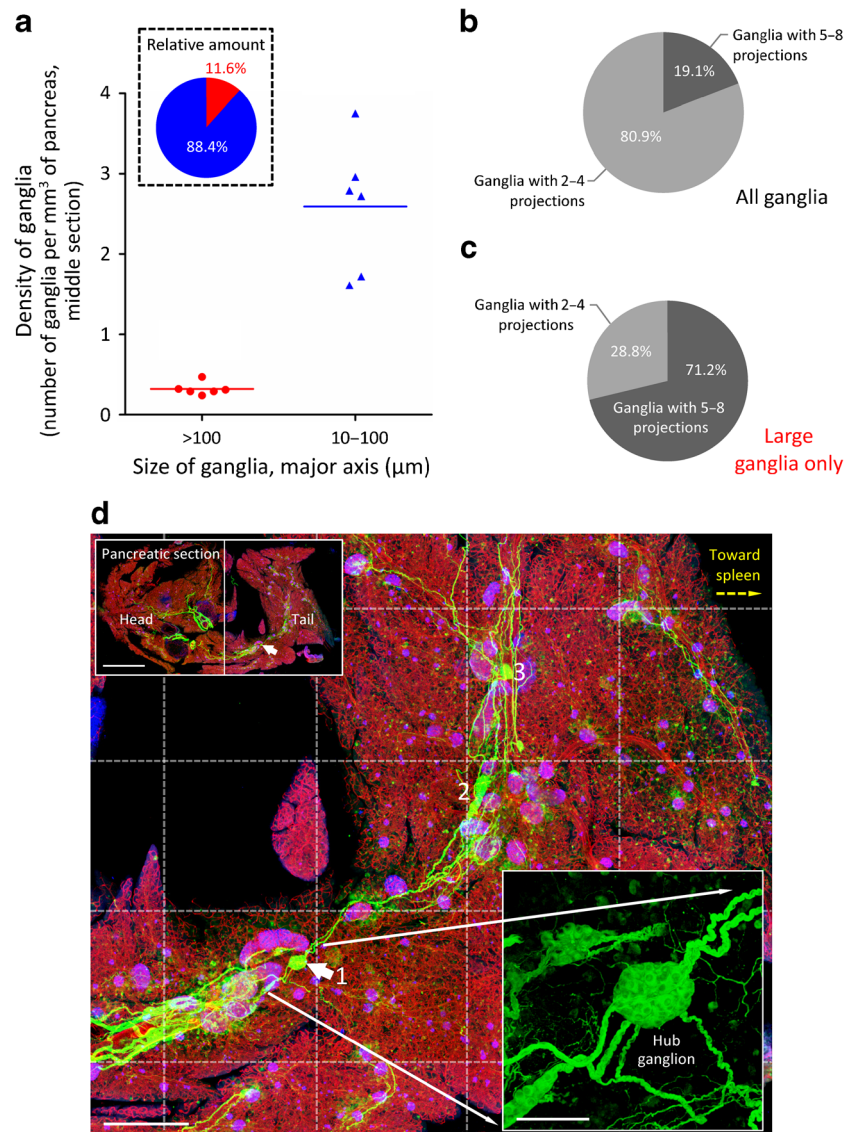 a
Relative amount
11.6%
88.4%
Density of ganglia
(number of ganglia per mm³ of pancreas,
middle section)
4
3
2
1
0
>100
10–100
Size of ganglia, major axis (µm)
b
Ganglia with 5–8
projections
19.1%
80.9%
Ganglia with 2–4
projections
All ganglia
c
Ganglia with 2–4
projections
28.8%
71.2%
Ganglia with 5–8
projections
Large
ganglia only
d
Pancreatic section
Head
Tail
Toward
spleen
3
2
1
Hub
ganglion